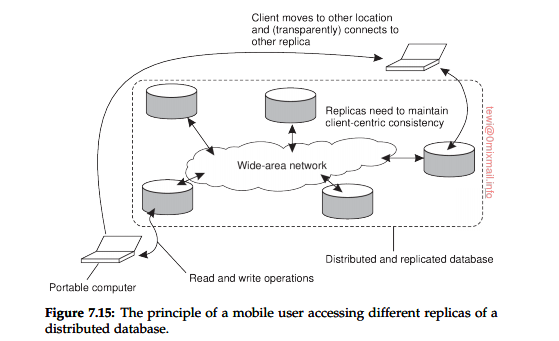 Client moves to other location
and (transparently) connects to
other replica
Replicas need to maintain
client-centric consistency
Wide-area network
Distributed and replicated database
Read and write operations
Portable computer
tewi@0mixmail.info
Figure 7.15: The principle of a mobile user accessing different replicas of a
distributed database.